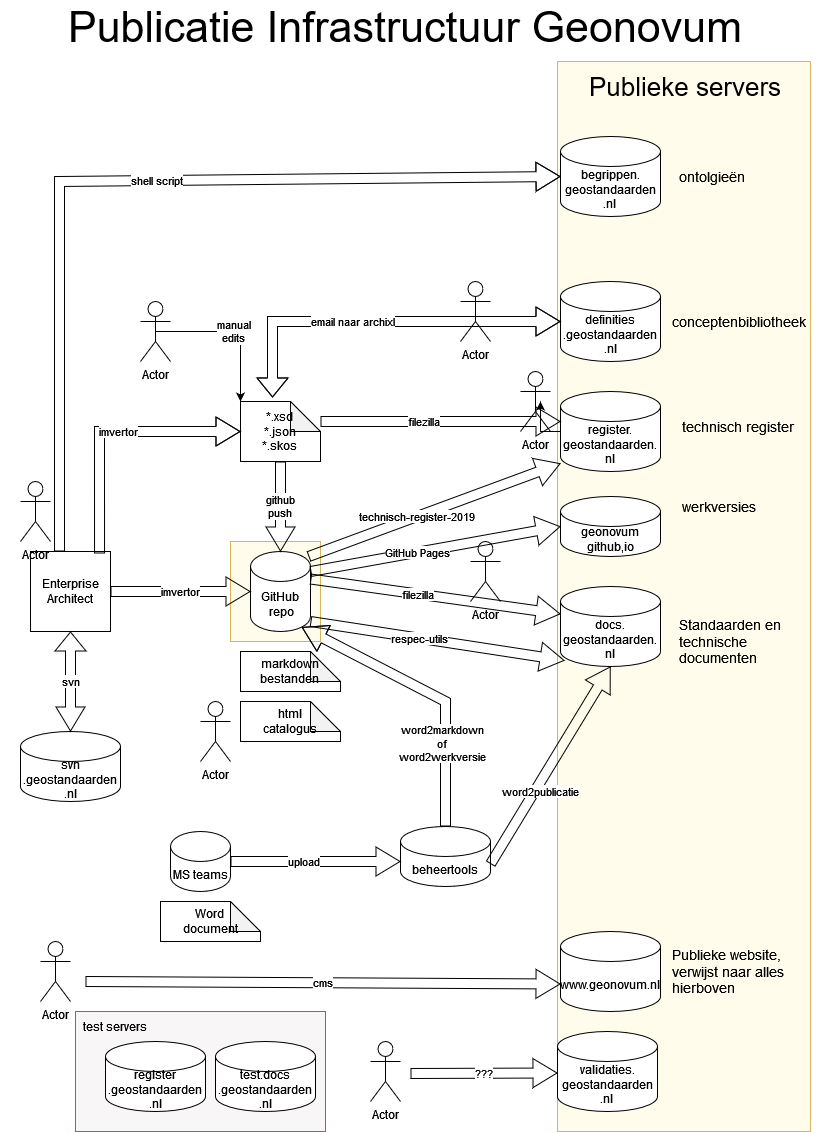 Publicatie Infrastructuur Geonovum
Publieke servers
begrippen.
geostandaarden
.nl
ontolgieën
shell script
definities
.geostandaarden
.nl
conceptenbibliotheek
email naar archixl
Actor
manual
edits
Actor
*.xsd
*.json
*.skos
filezilla
Actor
register.
geostandaarden.
nl
technisch register
imvertor
github
push
technisch-register-2019
werkversies
geonovum
github,io
GitHub Pages
Actor
Enterprise
Architect
imvertor
GitHub
repo
filezilla
Actor
docs.
geostandaarden.
nl
Standaarden en
technische
documenten
respec-utils
markdown
bestanden
svn
html
catalogus
Actor
word2markdown
of
word2werkversie
svn
.geostandaarden
.nl
word2publicatie
MS teams
upload
beheertools
Word
document
Actor
cms
www.geonovum.nl
Publieke website,
verwijst naar alles
hierboven
test servers
register
.geostandaarden
.nl
test.docs
.geostandaarden
.nl
Actor
???
validaties.
geostandaarden
.nl